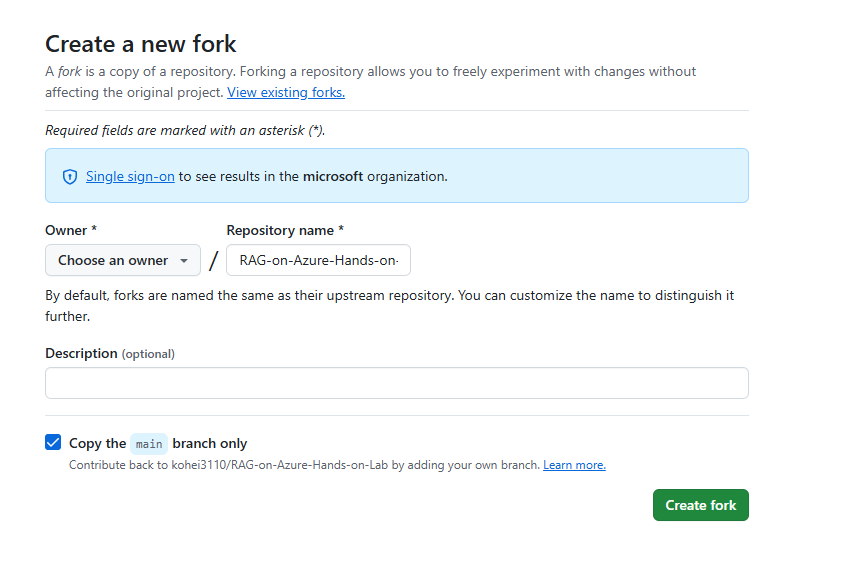 Create a new fork
A fork is a copy of a repository. Forking a repository allows you to freely experiment with changes without
affecting the original project. View existing forks.
Required fields are marked with an asterisk (*).
Single sign-on to see results in the microsoft organization.
Owner *
Repository name *
Choose an owner
/
RAG-on-Azure-Hands-on-
By default, forks are named the same as their upstream repository. You can customize the name to distinguish it
further.
Description (optional)
Copy the main branch only
Contribute back to kohei3110/RAG-on-Azure-Hands-on-Lab by adding your own branch. Learn more.
Create fork